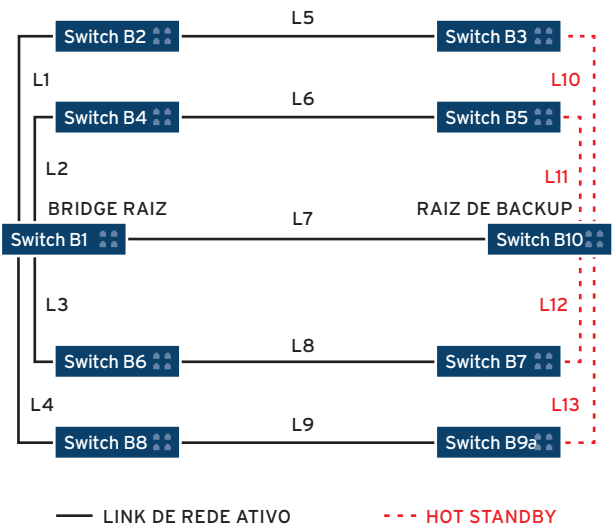 L5
Switch B2
Switch B3
L1
L10
L6
Switch B4
Switch B5
L2
L11
BRIDGE RAIZ
RAIZ DE BACKUP
L7
Switch B1
Switch B10
L3
L12
L8
Switch B6
Switch B7
L4
L13
L9
Switch B8
Switch B9a
LINK DE REDE ATIVO
HOT STANDBY